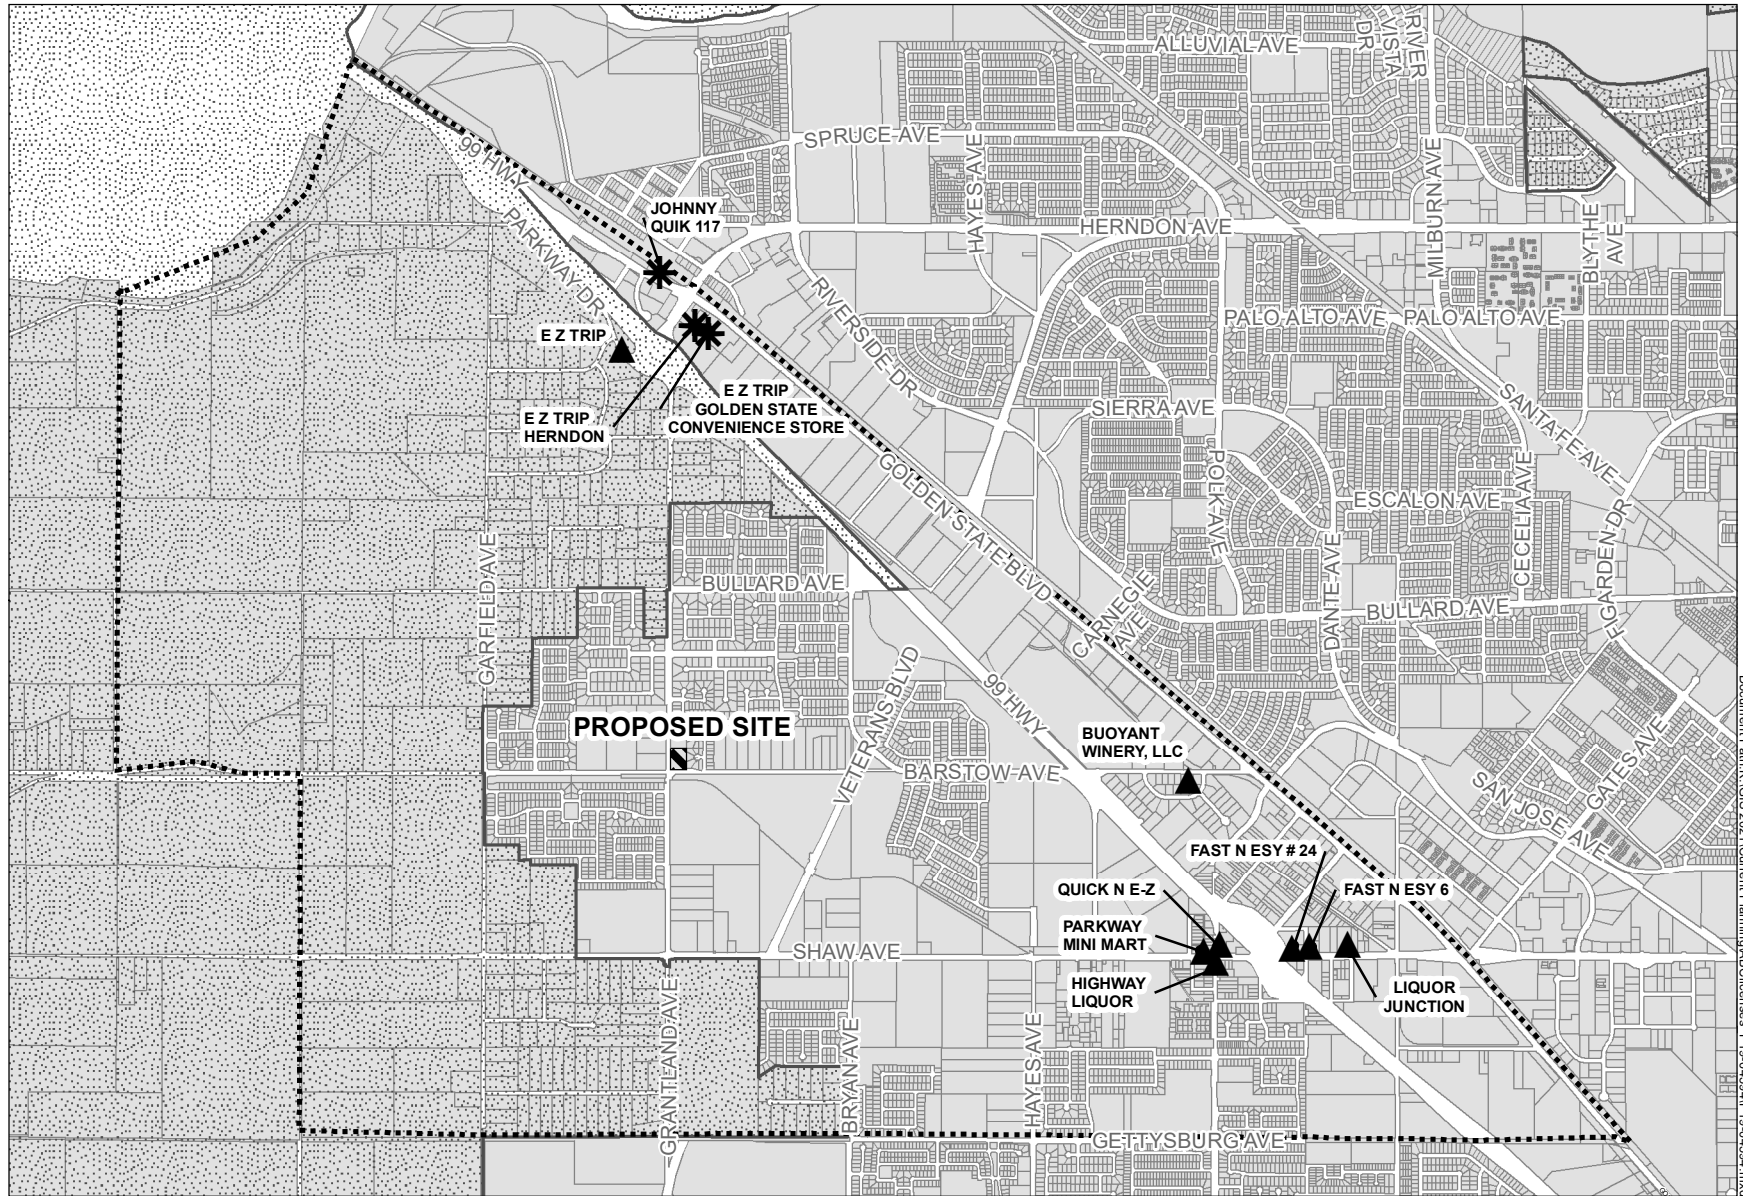 ALLUVIAL AVE
RIVER
VISTA
DR
SPRUCE AVE
HAYES AVE
MILBURN AVE
99 HWY
JOHNNY
QUIK 117
HERNDON AVE
BLYTHE
AVE
PARKWAY DR
RIVERSIDE DR
PALO ALTO AVE
PALO ALTO AVE
E Z TRIP
E Z TRIP
HERNDON
E Z TRIP
GOLDEN STATE
CONVENIENCE STORE
SIERRA AVE
SANTA FE AVE
POLK AVE
GOLDEN STATE BLVD
ESCALON AVE
CECELIA AVE
FIGARDEN DR
GARFIELD AVE
DANTE AVE
BULLARD AVE
CARNEGIE
AVE
BULLARD AVE
VETERANS BLVD
99 HWY
PROPOSED SITE
BUOYANT
WINERY, LLC
BARSTOW AVE
GATES AVE
SAN JOSE AVE
FAST N ESY # 24
QUICK N E-Z
FAST N ESY 6
PARKWAY
MINI MART
SHAW AVE
HIGHWAY
LIQUOR
LIQUOR
JUNCTION
GRANTLAND AVE
BRYAN AVE
HAYES AVE
GETTYSBURG AVE